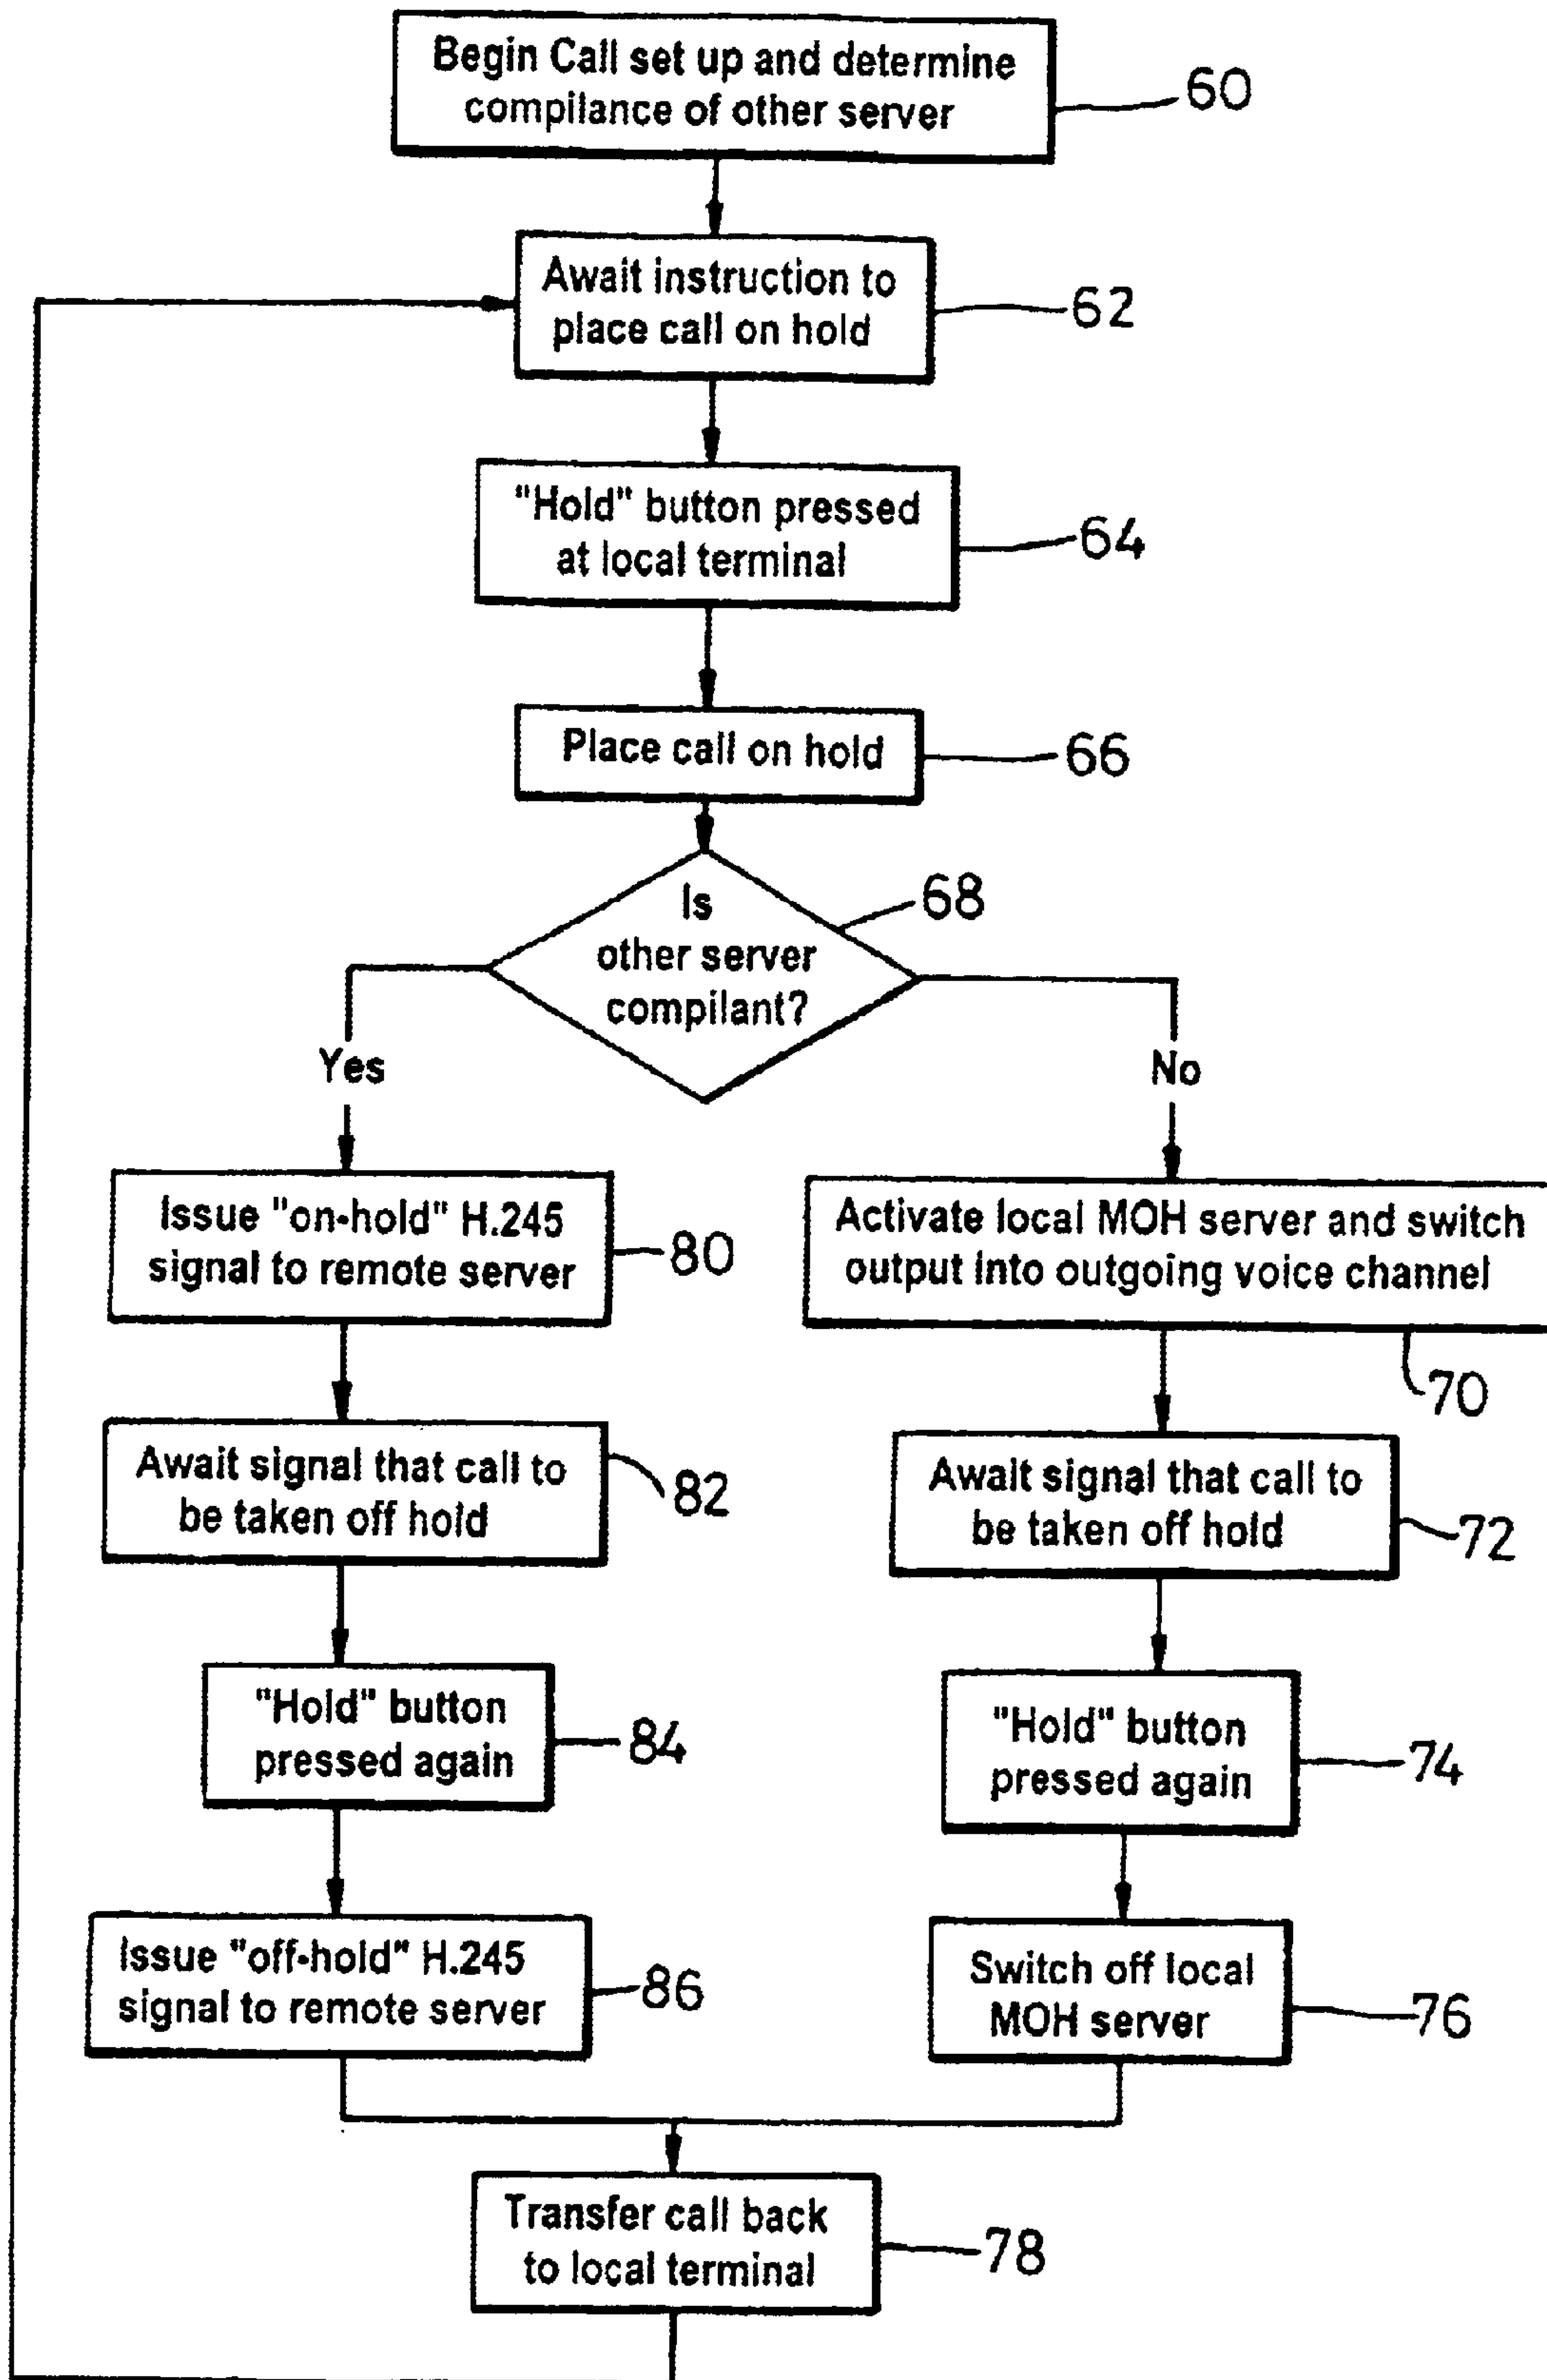 Begin Call set up and determine
compilance of other server
60
Await instruction to
place call on hold
62
"Hold" button pressed
at local terminal
64
Place call on hold
66
Is
other server
compilant?
68
Yes
No
Issue "on-hold" H.245
signal to remote server
80
Activate local MOH server and switch
output into outgoing voice channel
70
Await signal that call to
be taken off hold
82
Await signal that call to
be taken off hold
72
"Hold" button
pressed again
84
"Hold" button
pressed again
74
Issue "off-hold" H.245
signal to remote server
86
Switch off local
MOH server
76
Transfer call back
to local terminal
78